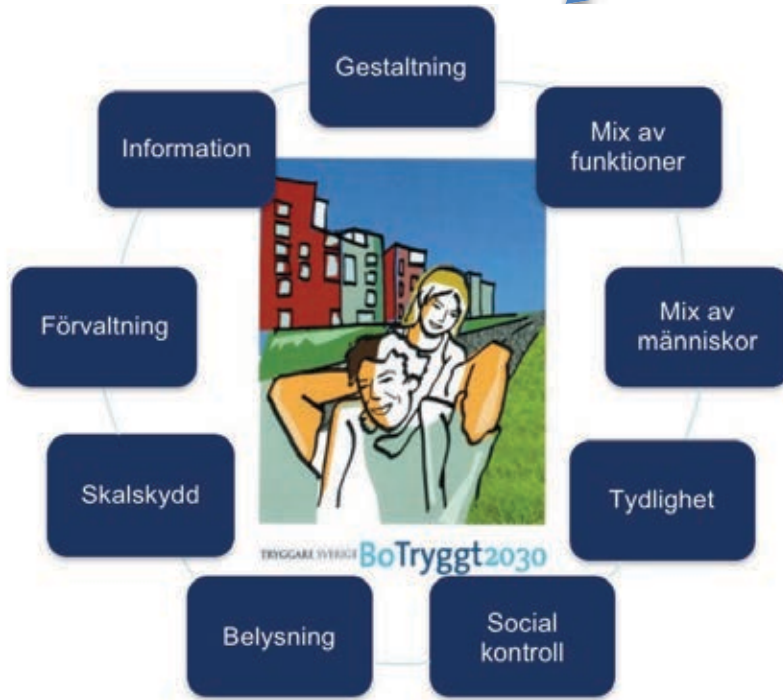 Gestaltning
Mix av
funktioner
Mix av
människor
Tydlighet
Social
kontroll
Belysning
Skalskydd
Förvaltning
Information
TRYGGARE SVERIGE BoTryggt2030